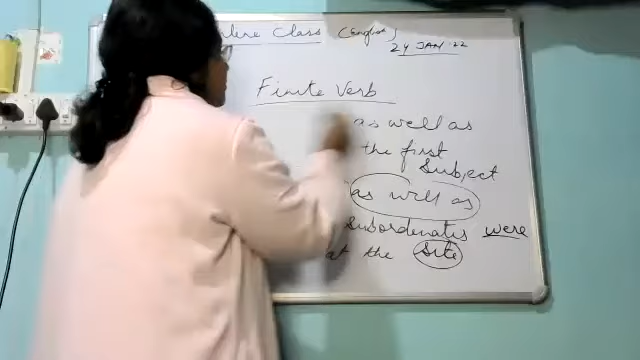 Class (English)
24 JAN '22
Finite Verb
as well as
the first
Subject
as well as
Subordenates were
at the site